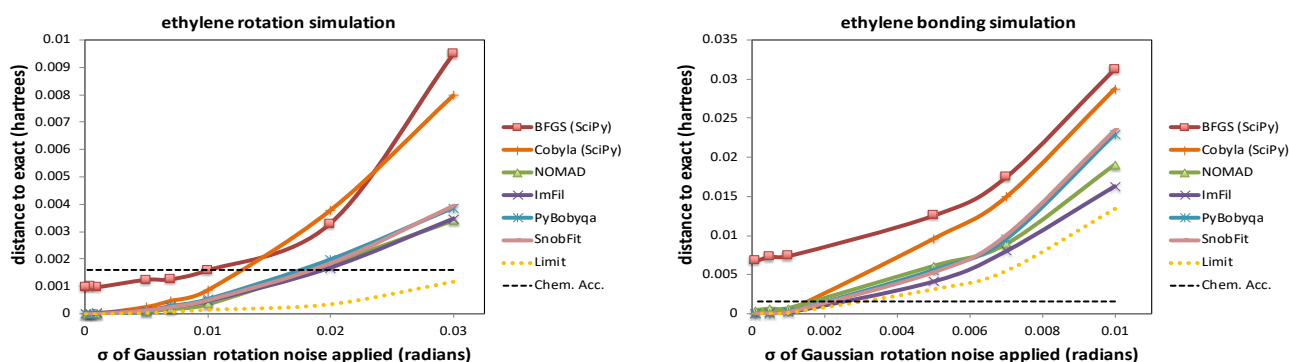 ethylene rotation simulation
0.01
0.009
0.008
0.007
0.006
0.005
0.004
0.003
0.002
0.001
0
distance to exact (hartrees)
0
0.01
0.02
0.03
σ of Gaussian rotation noise applied (radians)
BFGS (SciPy)
Cobyla (SciPy)
NOMAD
ImFil
PyBobyqa
SnobFit
Limit
Chem. Acc.
ethylene bonding simulation
0.035
0.03
0.025
0.02
0.015
0.01
0.005
0
distance to exact (hartrees)
0
0.002
0.004
0.006
0.008
0.01
σ of Gaussian rotation noise applied (radians)
BFGS (SciPy)
Cobyla (SciPy)
NOMAD
ImFil
PyBobyqa
SnobFit
Limit
Chem. Acc.